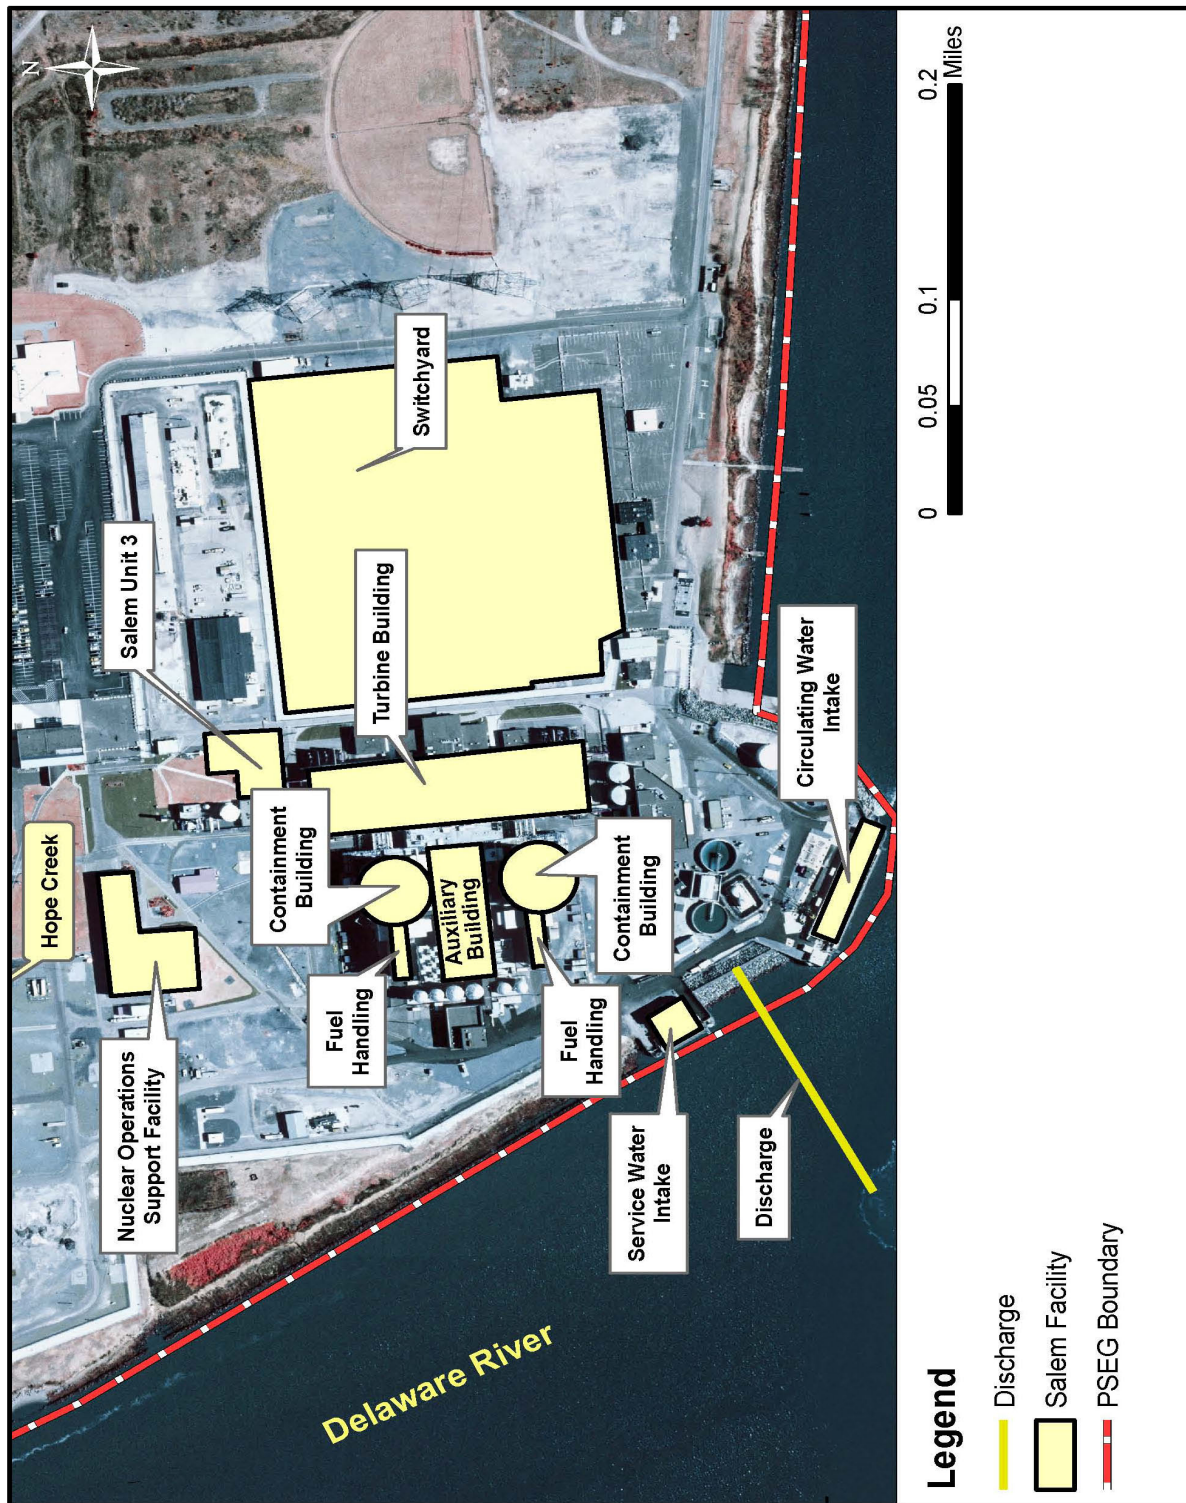 N
Hope Creek
Nuclear Operations
Support Facility
Salem Unit 3
Switchyard
Containment
Building
Turbine Building
Fuel
Handling
Auxiliary
Building
Fuel
Handling
Containment
Building
Service Water
Intake
Circulating Water
Intake
Discharge
Delaware River
Legend
Discharge
Salem Facility
PSEG Boundary
0
0.05
0.1
0.2
Miles